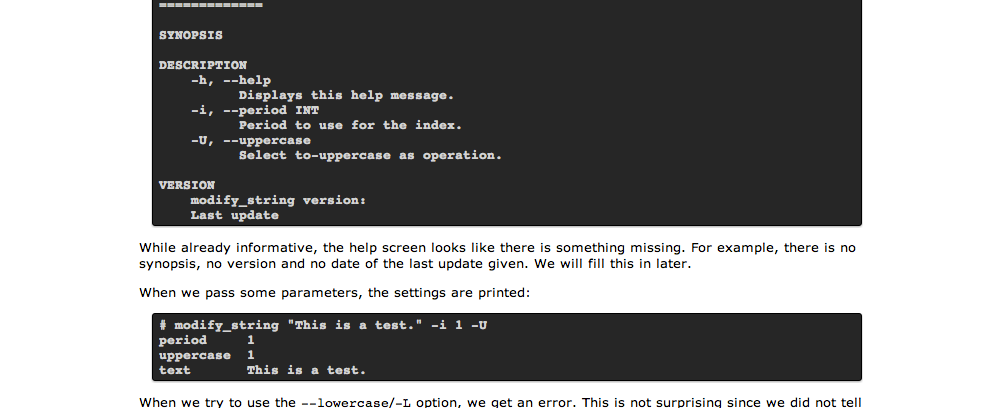 =============
SYNOPSIS
DESCRIPTION
-h, --help
Displays this help message.
-i, --period INT
Period to use for the index.
-U, --uppercase
Select to-uppercase as operation.
VERSION
modify_string version:
Last update
While already informative, the help screen looks like there is something missing. For example, there is no
synopsis, no version and no date of the last update given. We will fill this in later.
When we pass some parameters, the settings are printed:
# modify_string "This is a test." -i 1 -U
period     1
uppercase  1
text       This is a test.
When we try to use the --lowercase/-L option, we get an error. This is not surprising since we did not tell